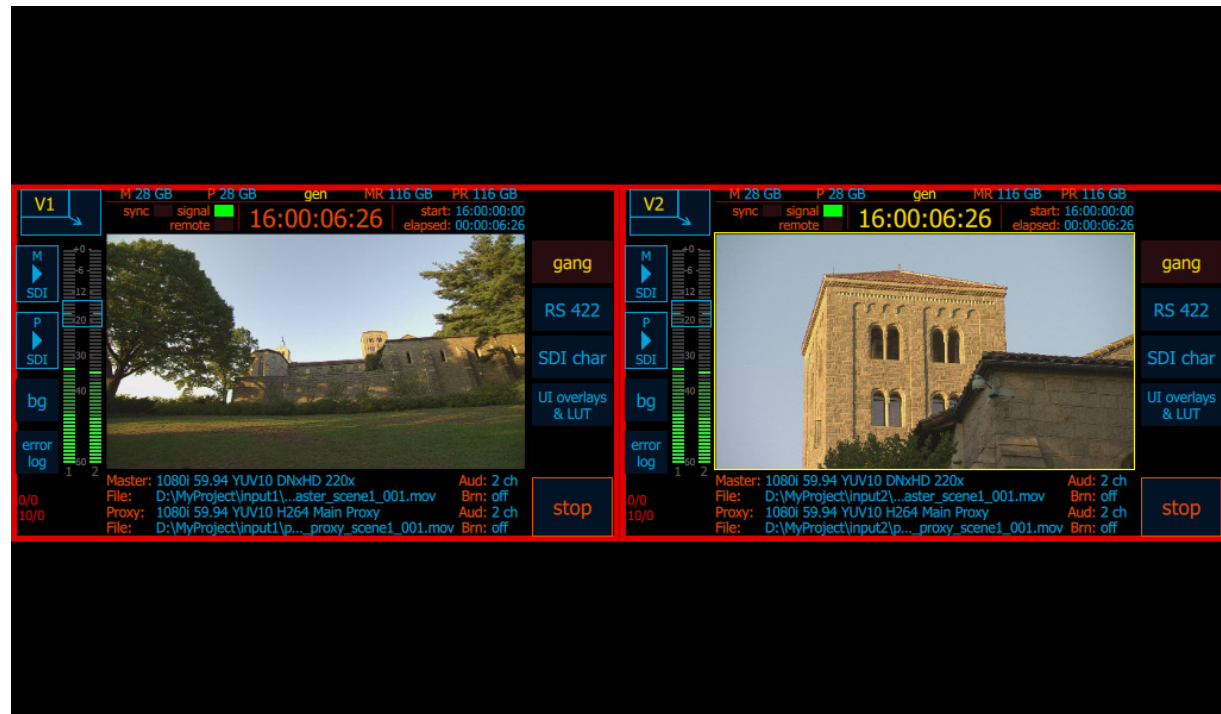 V1
M 28 GB P 28 GB gen MR 116 GB PR 116 GB
sync signal 16:00:06:26 start: 16:00:00:00
remote elapsed: 00:00:06:26
M
SDI
P
SDI
bg
error
log
0/0
10/0
+0
-6
-12
-20
-30
-40
-60
1 2
gang
RS 422
SDI char
UI overlays
& LUT
stop
Master: 1080i 59.94 YUV10 DNxHD 220x Aud: 2 ch
File: D:\MyProject\input1\...aster_scene1_001.mov Brn: off
Proxy: 1080i 59.94 YUV10 H264 Main Proxy Aud: 2 ch
File: D:\MyProject\input1\p..._proxy_scene1_001.mov Brn: off
V2
M 28 GB P 28 GB gen MR 116 GB PR 116 GB
sync signal 16:00:06:26 start: 16:00:00:00
remote elapsed: 00:00:06:26
M
SDI
P
SDI
bg
error
log
0/0
10/0
+0
-6
-12
-20
-30
-40
-60
1 2
gang
RS 422
SDI char
UI overlays
& LUT
stop
Master: 1080i 59.94 YUV10 DNxHD 220x Aud: 2 ch
File: D:\MyProject\input2\...aster_scene1_001.mov Brn: off
Proxy: 1080i 59.94 YUV10 H264 Main Proxy Aud: 2 ch
File: D:\MyProject\input2\p..._proxy_scene1_001.mov Brn: off